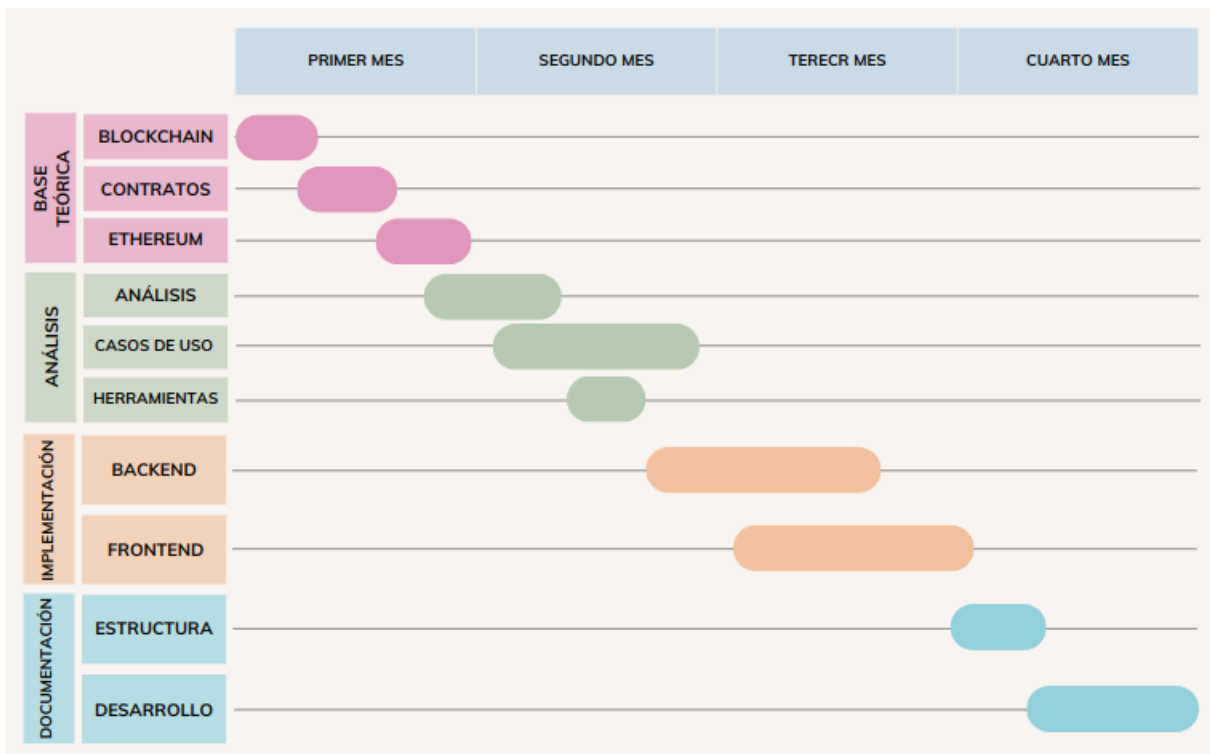 PRIMER MES
SEGUNDO MES
TERECR MES
CUARTO MES
BASE
TEÓRICA
BLOCKCHAIN
CONTRATOS
ETHEREUM
ANÁLISIS
ANÁLISIS
CASOS DE USO
HERRAMIENTAS
IMPLEMENTACIÓN
BACKEND
FRONTEND
DOCUMENTACIÓN
ESTRUCTURA
DESARROLLO